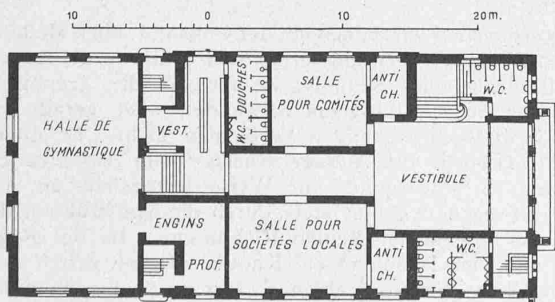 10 0 10 20 m.
HALLE DE
GYMNASTIQUE
VEST.
W.C. DOUCHES
SALLE
POUR COMITÉS
ANTI
CH.
W.C.
VESTIBULE
ENGINS
PROF.
SALLE POUR
SOCIÉTÉS LOCALES
ANTI
CH.
W.C.